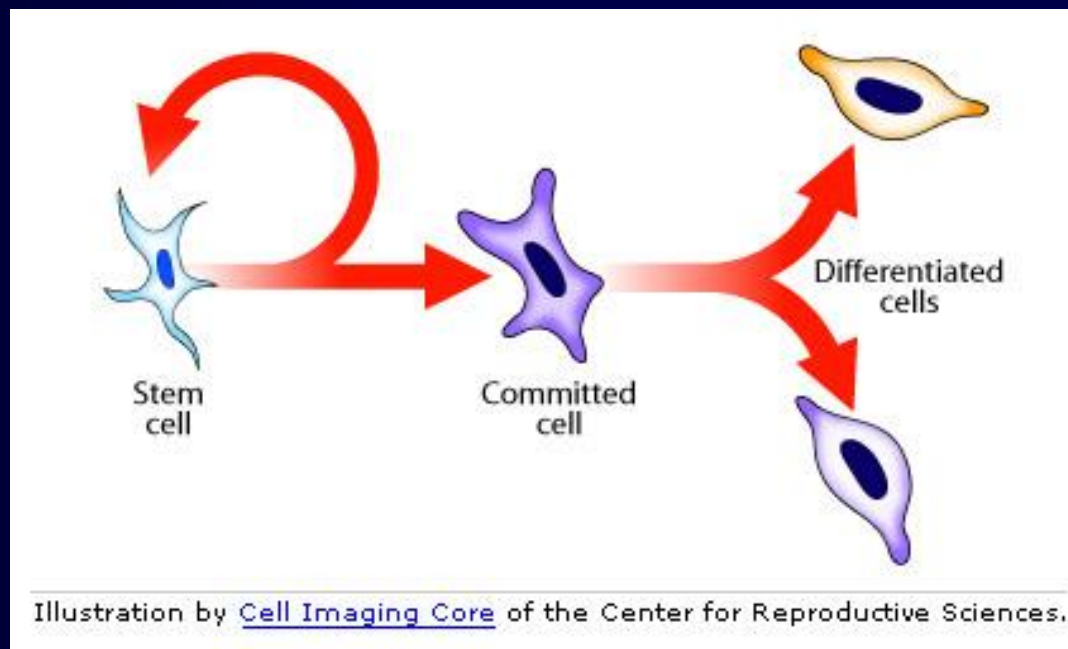 Stem
cell
Committed
cell
Differentiated
cells
Illustration by Cell Imaging Core of the Center for Reproductive Sciences.